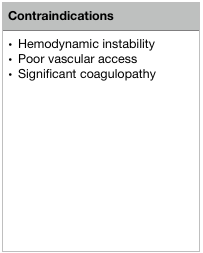 Contraindications
• Hemodynamic instability
• Poor vascular access
• Significant coagulopathy